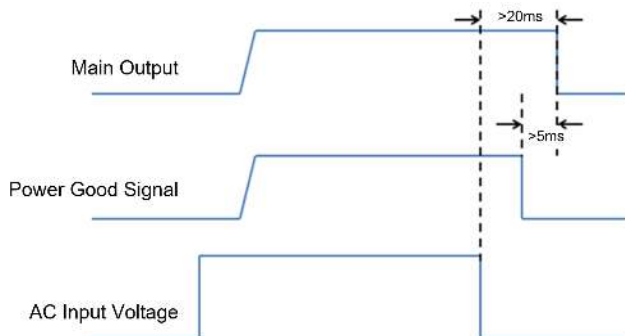 >20ms
Main Output
>5ms
Power Good Signal
AC Input Voltage